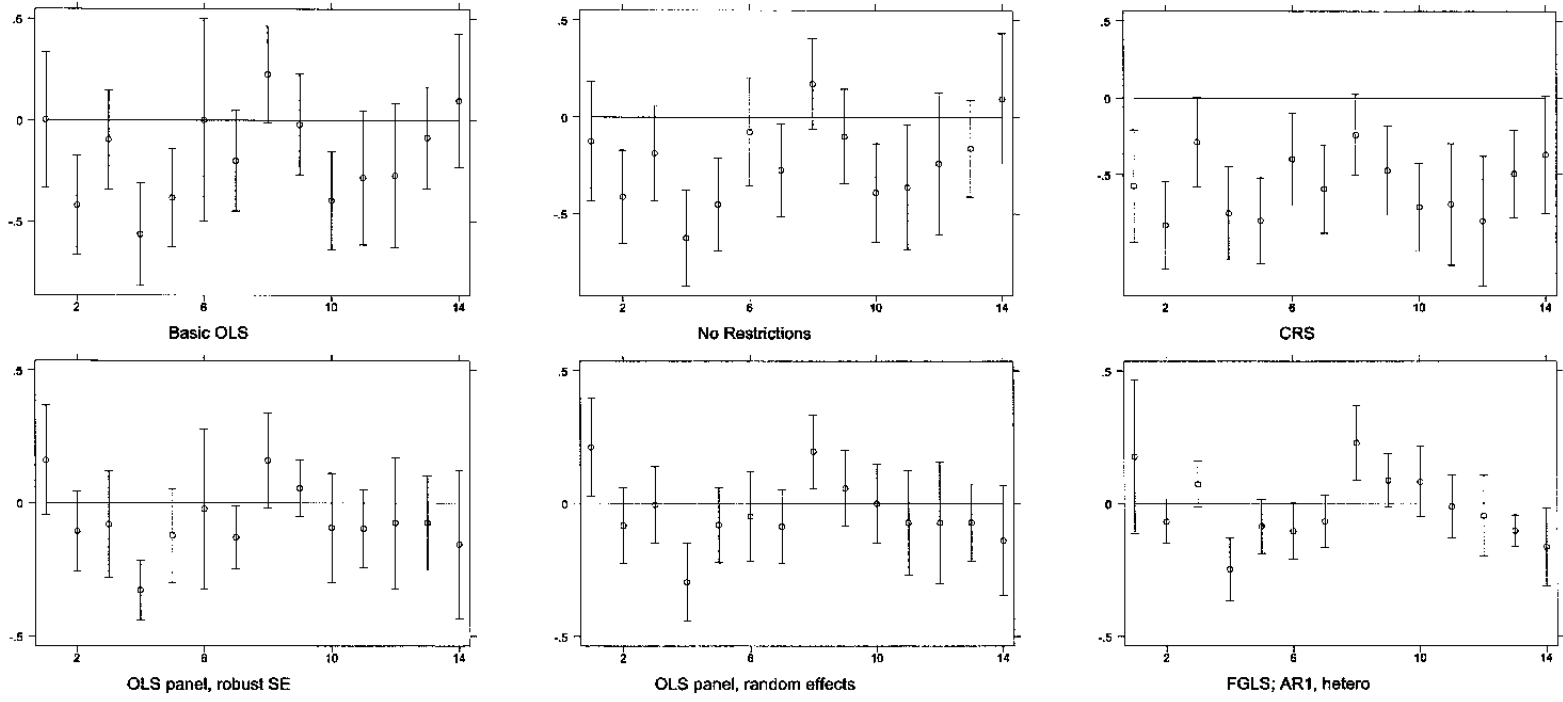 .5 .5 .5
0 0 0
-.5 -.5 -.5
2 6 10 14 2 6 10 14 2 6 10 14
Basic OLS No Restrictions CRS
.5 .5 .5
0 0 0
-.5 -.5 -.5
2 6 10 14 2 6 10 14 2 6 10 14
OLS panel, robust SE OLS panel, random effects FGLS; AR1, hetero